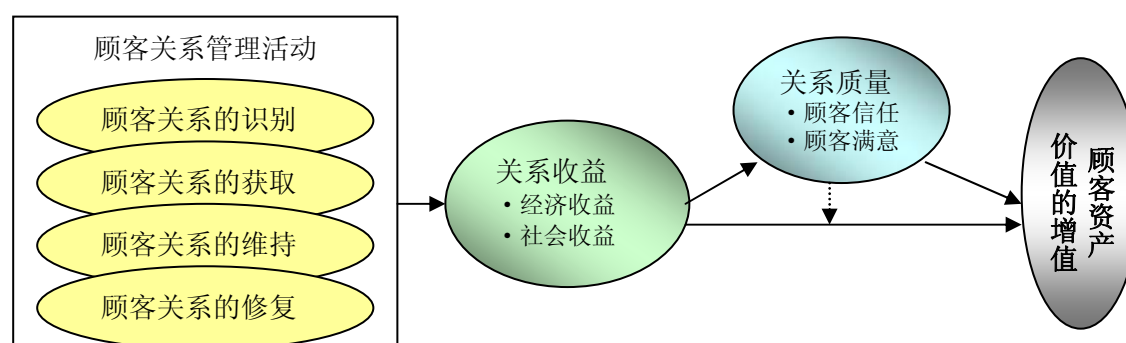 顾客关系管理活动
顾客关系的识别
顾客关系的获取
顾客关系的维持
顾客关系的修复
关系收益
·经济收益
·社会收益
关系质量
·顾客信任
·顾客满意
顾客资产
价值的增值